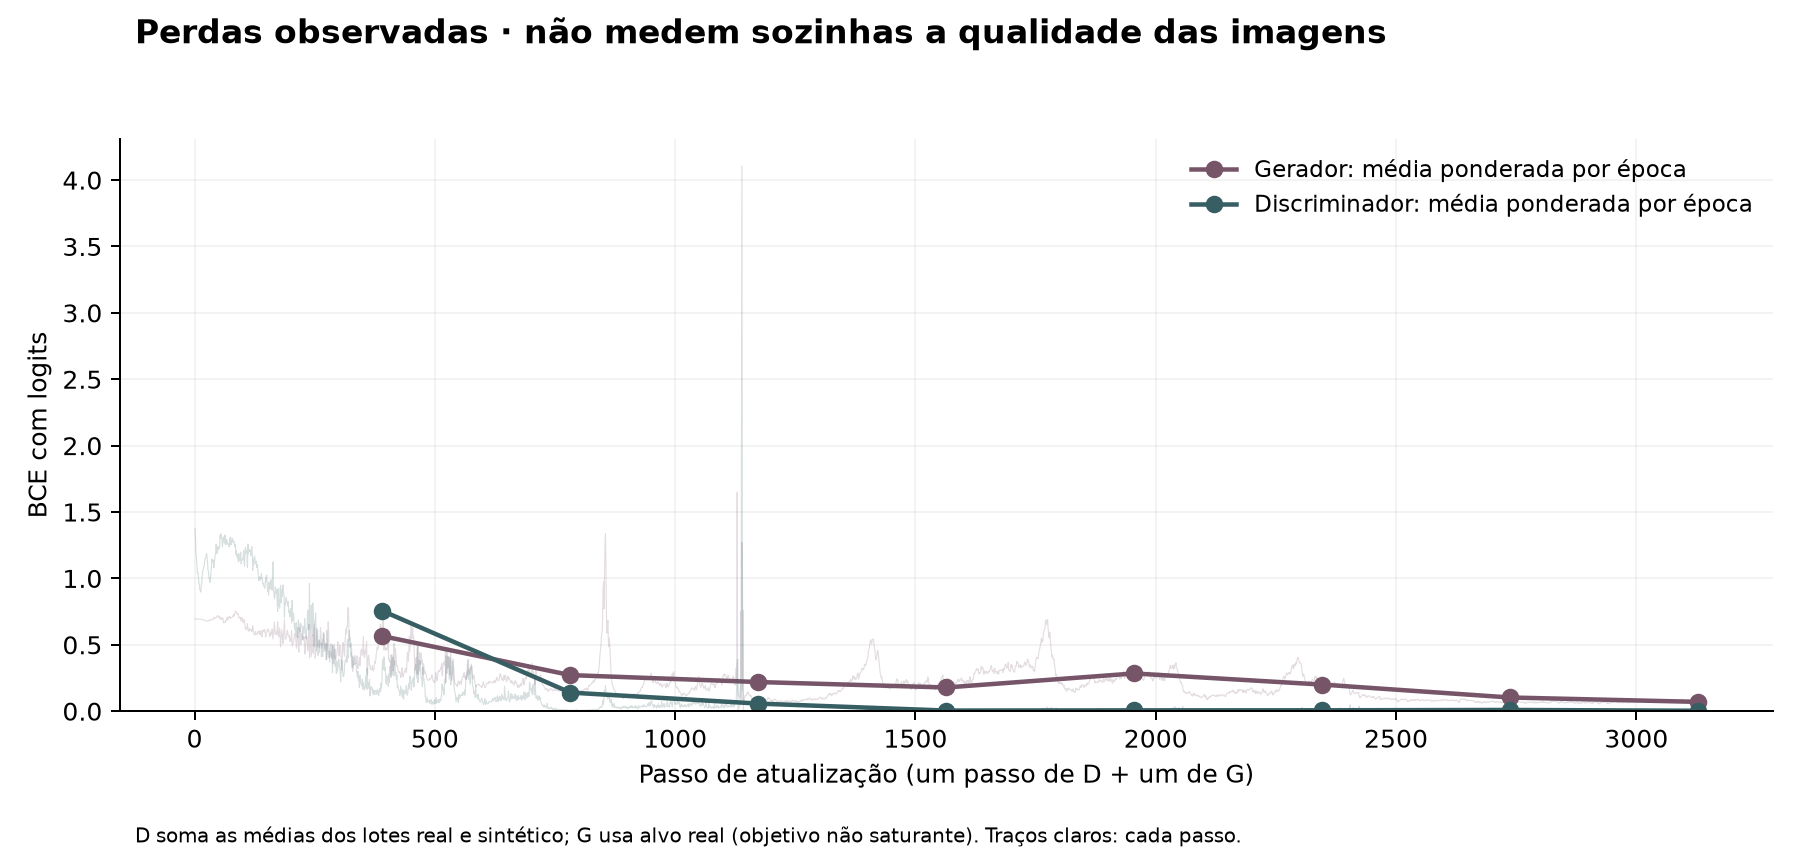 Perdas observadas · não medem sozinhas a qualidade das imagens
Gerador: média ponderada por época
Discriminador: média ponderada por época
BCE com logits
4.0
3.5
3.0
2.5
2.0
1.5
1.0
0.5
0.0
0 500 1000 1500 2000 2500 3000
Passo de atualização (um passo de D + um de G)
D soma as médias dos lotes real e sintético; G usa alvo real (objetivo não saturante). Traços claros: cada passo.